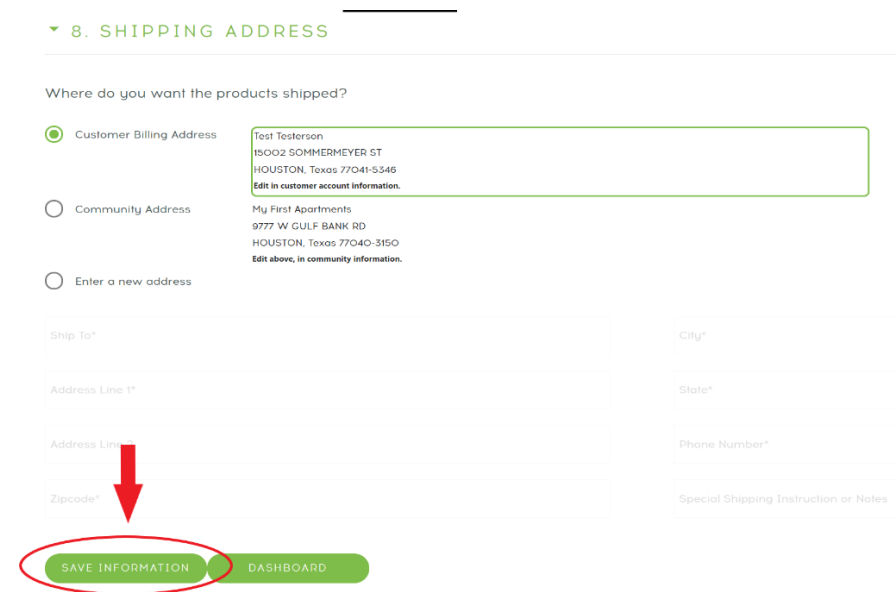 8. SHIPPING ADDRESS
Where do you want the products shipped?
Customer Billing Address
Test Testerson
15002 SOMMERMEYER ST
HOUSTON, Texas 77041-5346
Edit in customer account information.
Community Address
My First Apartments
9777 W GULF BANK RD
HOUSTON, Texas 77040-3150
Edit above, in community information.
Enter a new address
Ship To*
City*
Address Line 1*
State*
Address Line 2
Phone Number*
Zipcode*
Special Shipping Instruction or Notes
SAVE INFORMATION
DASHBOARD